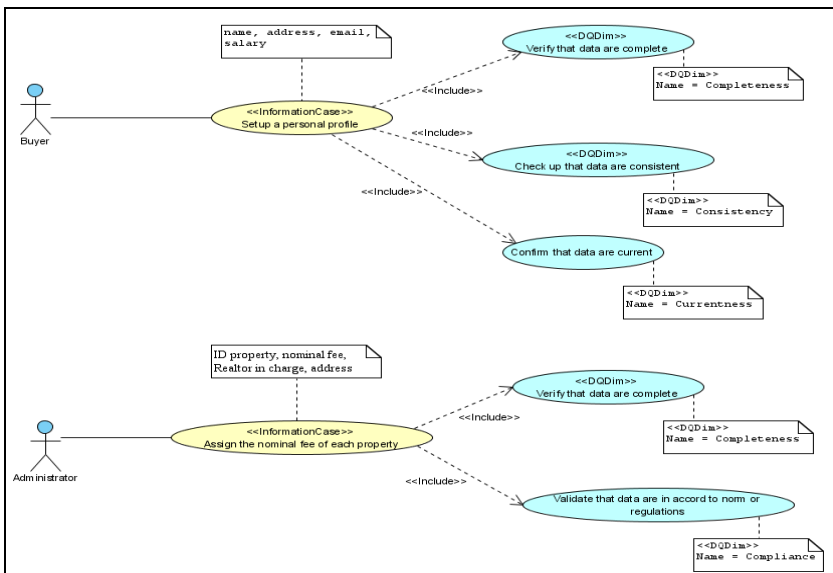 name, address, email,
salary
<<DQDim>>
Verify that data are complete
<<DQDim>>
Name = Completeness
<<Include>>
<<InformationCase>>
Setup a personal profile
Buyer
<<Include>>
<<DQDim>>
Check up that data are consistent
<<Include>>
<<DQDim>>
Name = Consistency
Confirm that data are current
<<DQDim>>
Name = Currentness
ID property, nominal fee,
Realtor in charge, address
<<DQDim>>
Verify that data are complete
<<Include>>
<<DQDim>>
Name = Completeness
<<InformationCase>>
Assign the nominal fee of each property
Administrator
<<Include>>
Validate that data are in accord to norm or
regulations
<<DQDim>>
Name = Compliance